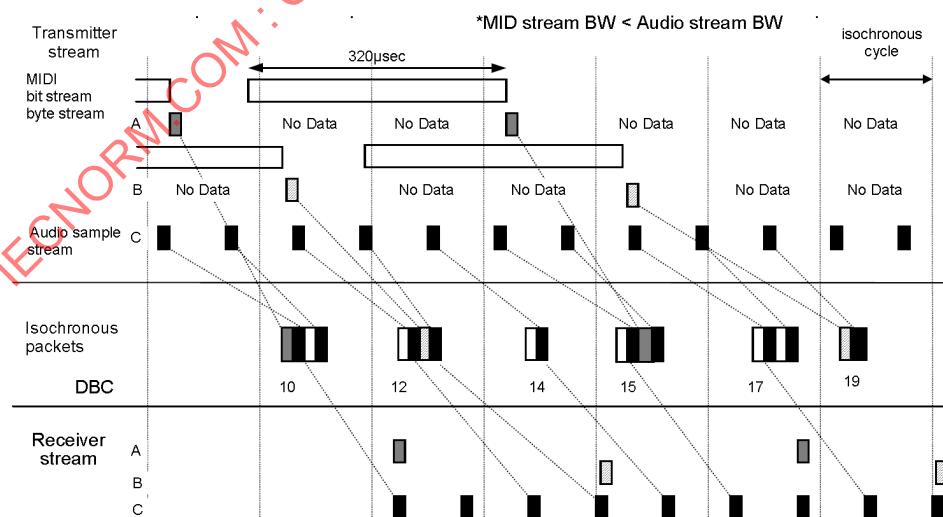 *MID stream BW < Audio stream BW
Transmitter
stream
isochronous
cycle
320μsec
MIDI
bit stream
byte stream
A
No Data
No Data
No Data
No Data
No Data
B
No Data
No Data
No Data
No Data
No Data
Audio sample
stream
C
Isochronous
packets
DBC
10
12
14
15
17
19
Receiver
stream
A
B
C
IECNORM.COM : C